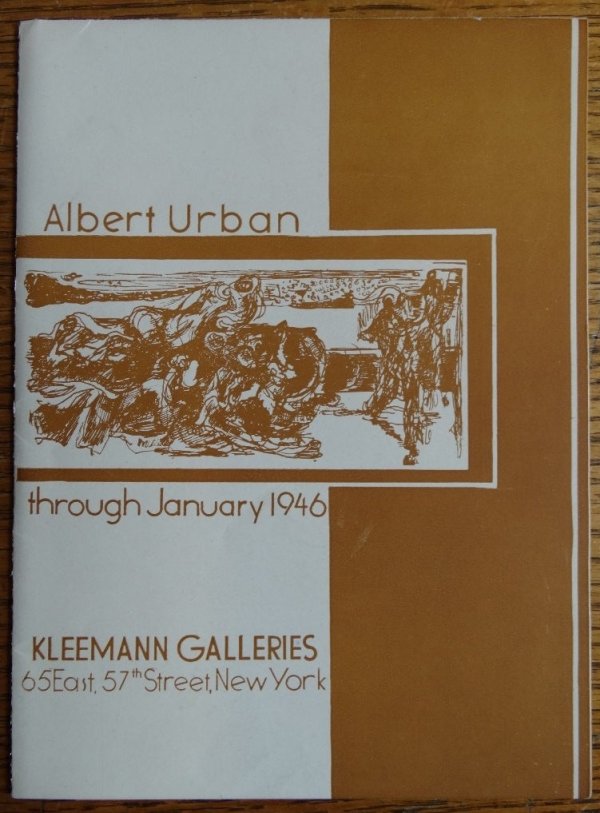 Albert Urban
through January 1946
KLEEMANN GALLERIES
65 East, 57th Street, New York